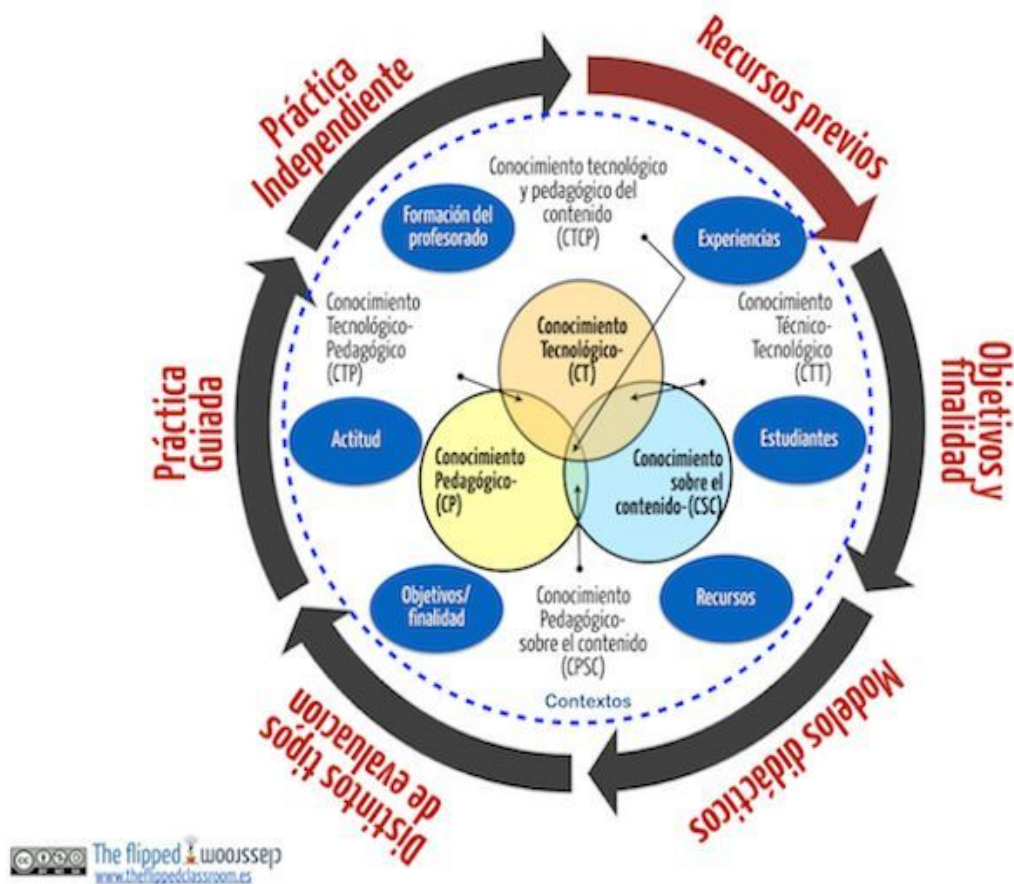 Práctica
Independiente
Recursos previos
Objetivos y
finalidad
Modelos didácticos
Distintos tipos
de evaluacion
Práctica
Guiada
Conocimiento tecnológico
y pedagógico del
contenido
(CTCP)
Formación del
profesorado
Experiencias
Conocimiento
Tecnológico-
Pedagógico
(CTP)
Conocimiento
Tecnológico-
(CT)
Conocimiento
Técnico-
Tecnológico
(CTT)
Actitud
Conocimiento
Pedagógico-
(CP)
Conocimiento
sobre el
contenido-(CSC)
Estudiantes
Objetivos/
finalidad
Conocimiento
Pedagógico-
sobre el contenido
(CPSC)
Recursos
Contextos
cc
The flipped classroom
www.theflippedclassroom.es